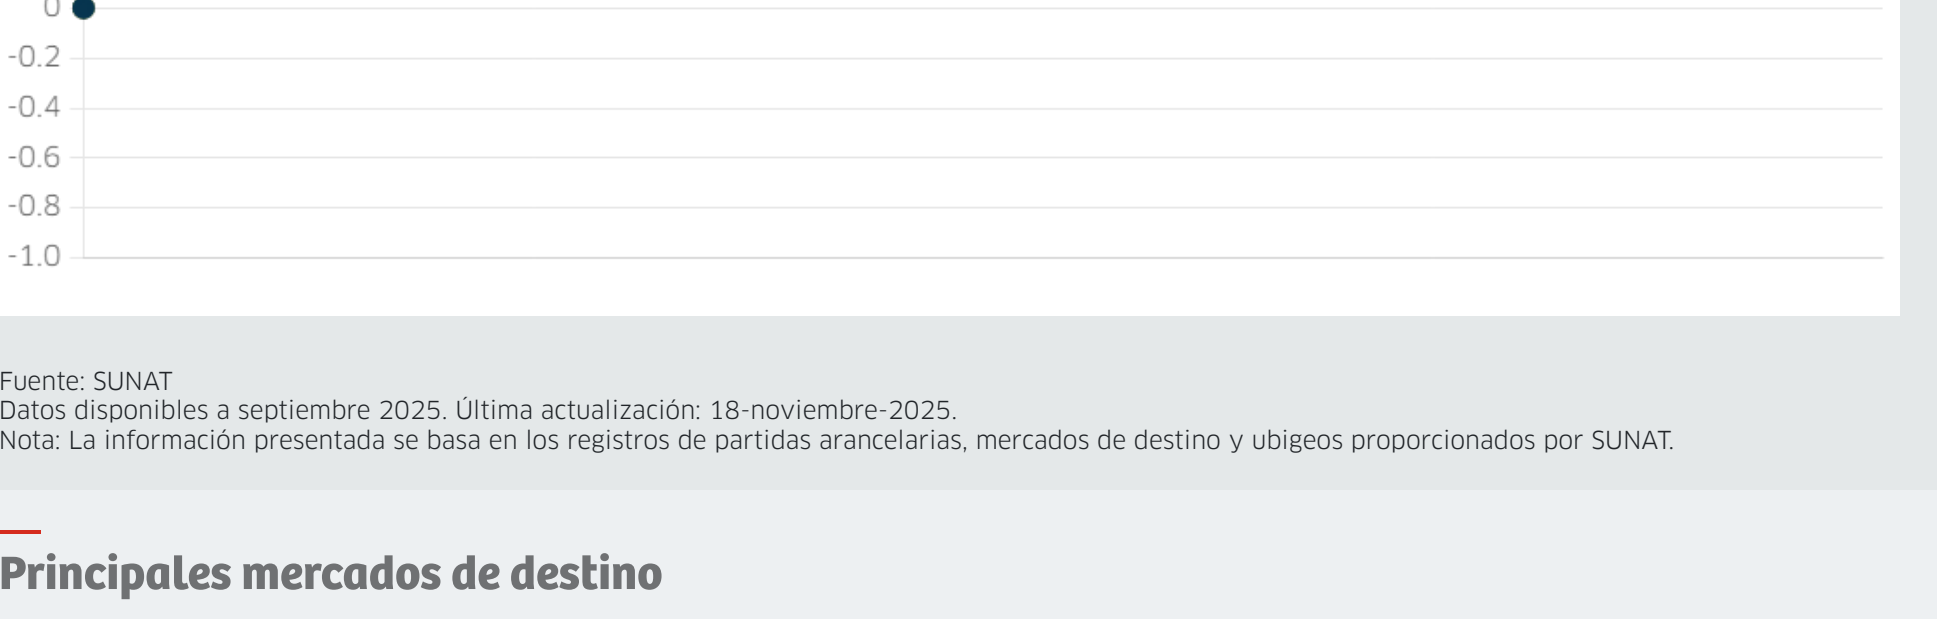 0
-0.2
-0.4
-0.6
-0.8
-1.0
Fuente: SUNAT
Datos disponibles a septiembre 2025. Última actualización: 18-noviembre-2025.
Nota: La información presentada se basa en los registros de partidas arancelarias, mercados de destino y ubigeos proporcionados por SUNAT.
Principales mercados de destino